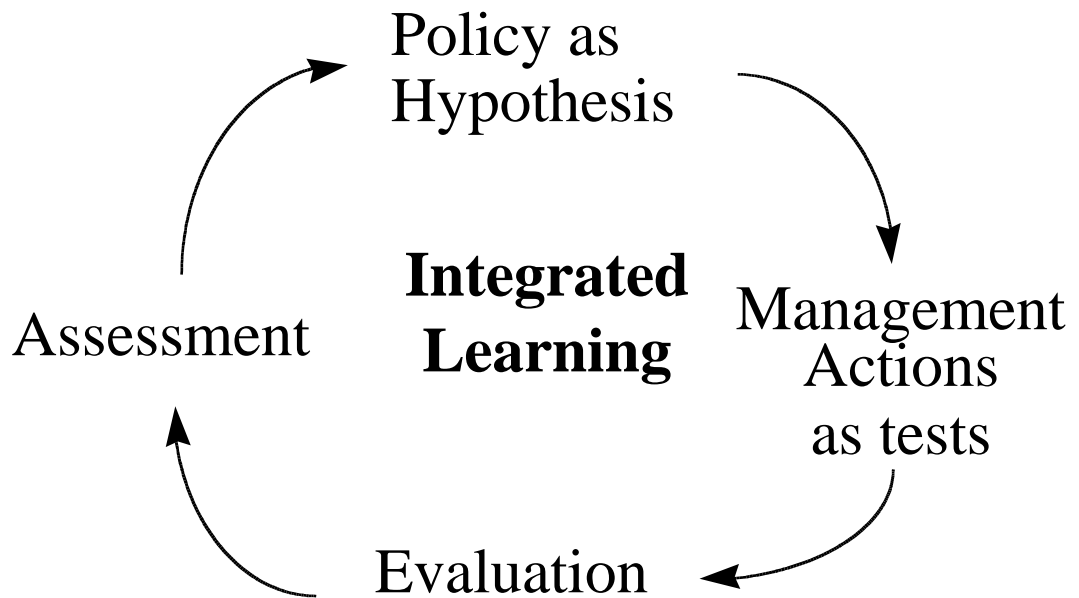 Policy as
Hypothesis
Integrated
Learning
Management
Actions
as tests
Assessment
Evaluation